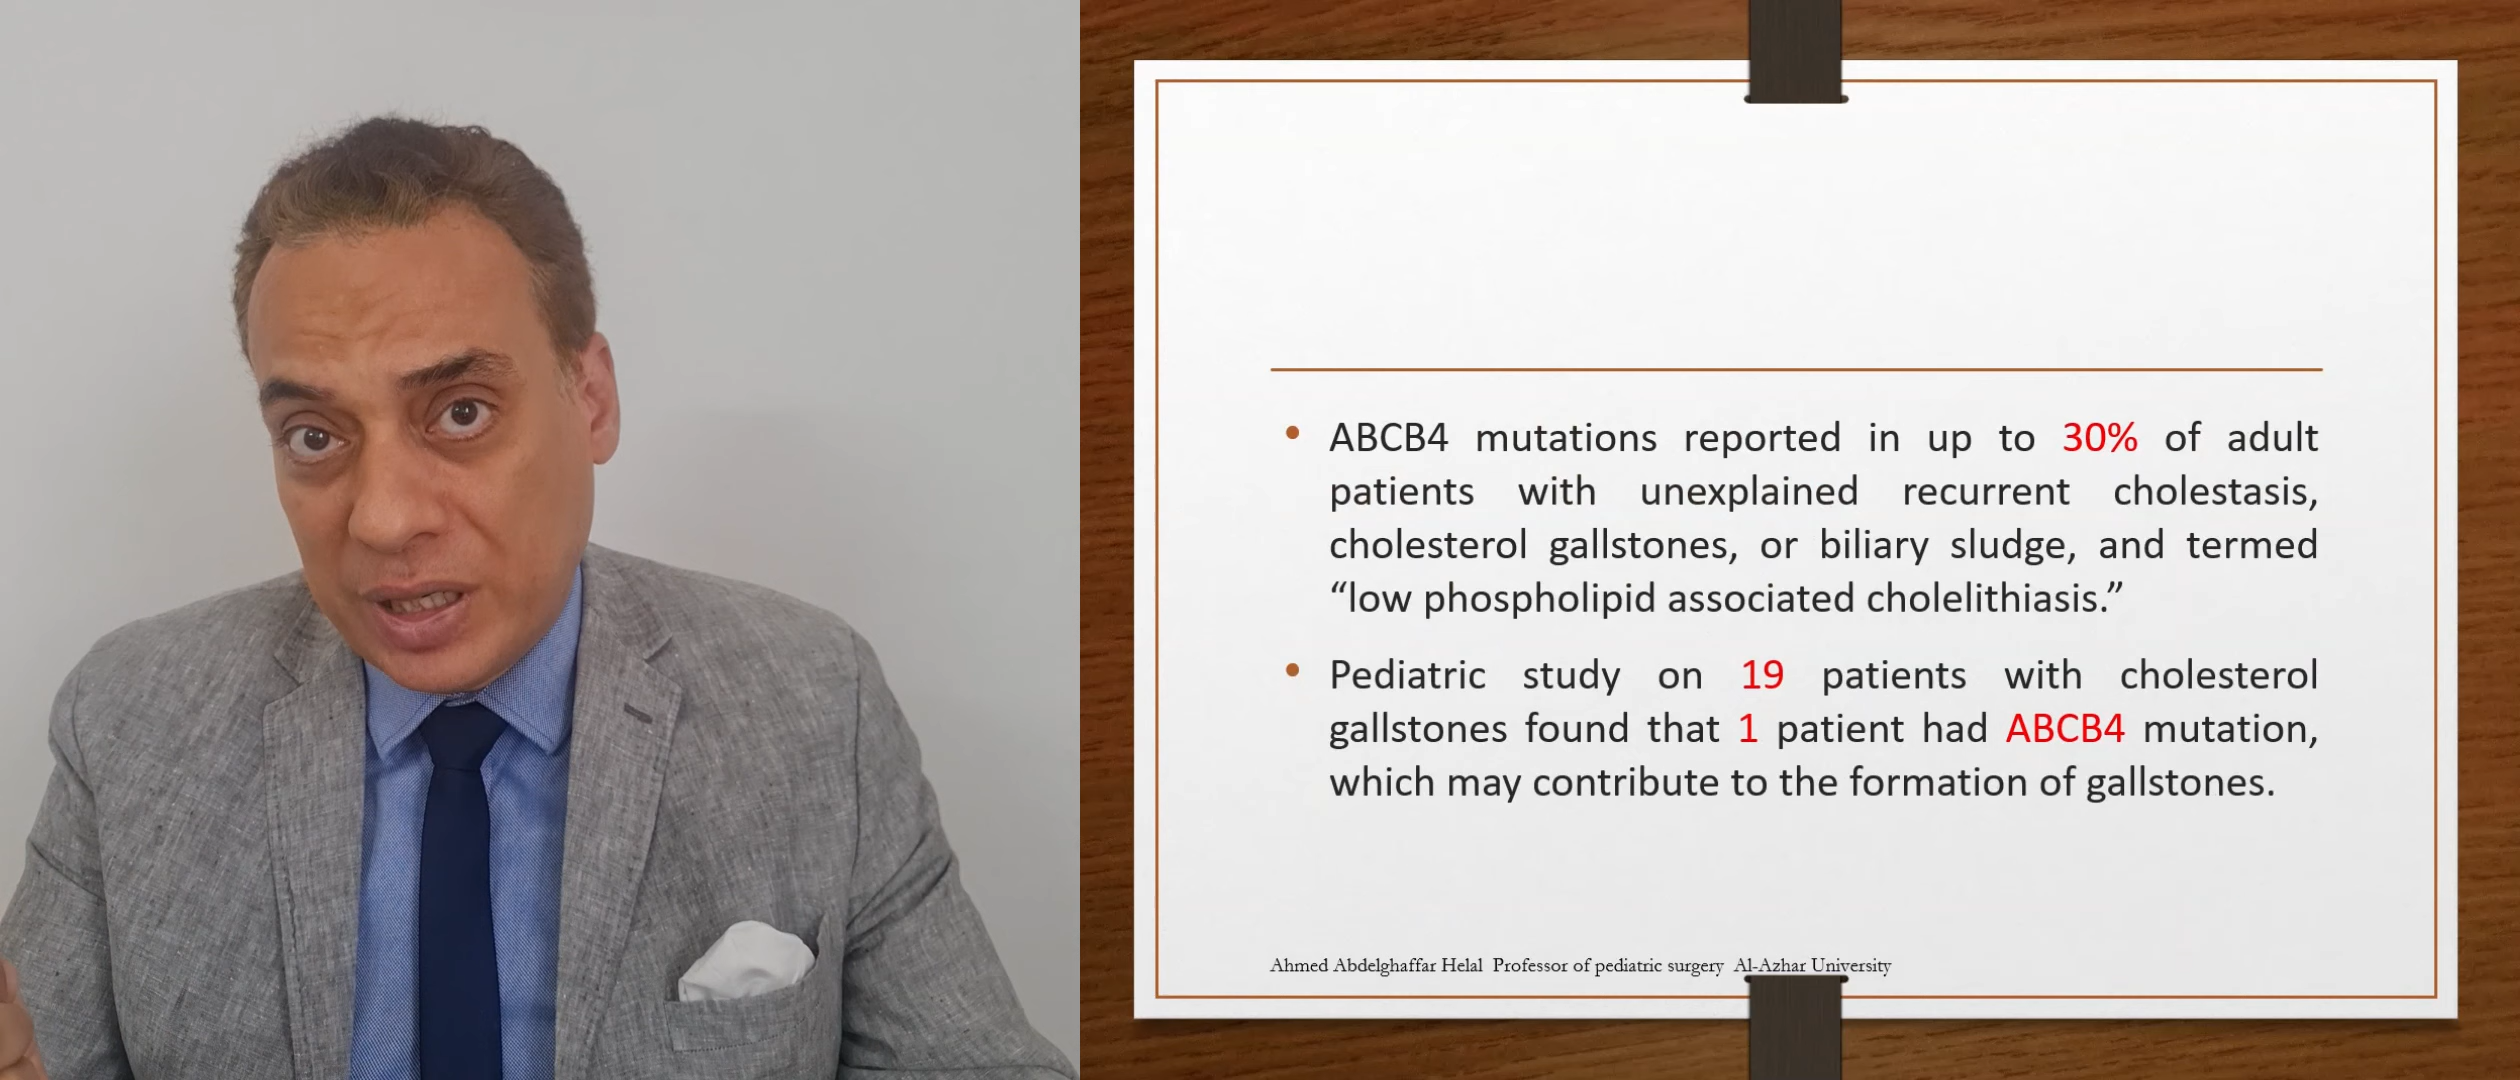 • ABCB4 mutations reported in up to 30% of adult
patients with unexplained recurrent cholestasis,
cholesterol gallstones, or biliary sludge, and termed
“low phospholipid associated cholelithiasis.”
• Pediatric study on 19 patients with cholesterol
gallstones found that 1 patient had ABCB4 mutation,
which may contribute to the formation of gallstones.
Ahmed Abdelghaffar Helal Professor of pediatric surgery Al-Azhar University